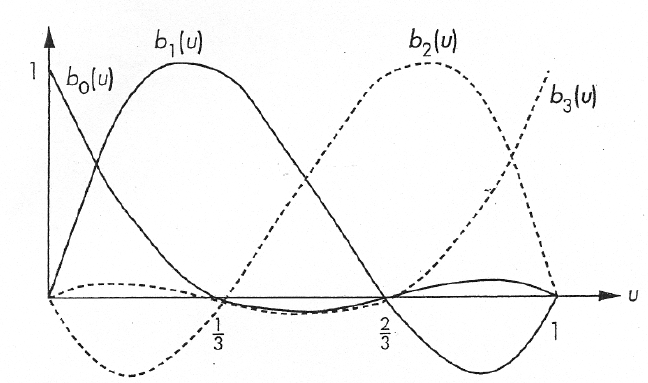 b₁(u)
b₂(u)
1
b₀(u)
b₃(u)
u
1/3
2/3
1